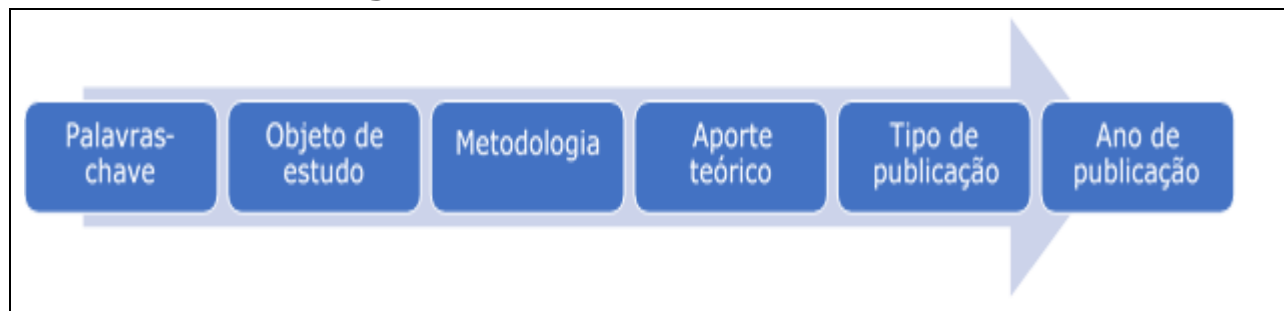 Palavras-
chave
Objeto de
estudo
Metodologia
Aporte
teórico
Tipo de
publicação
Ano de
publicação